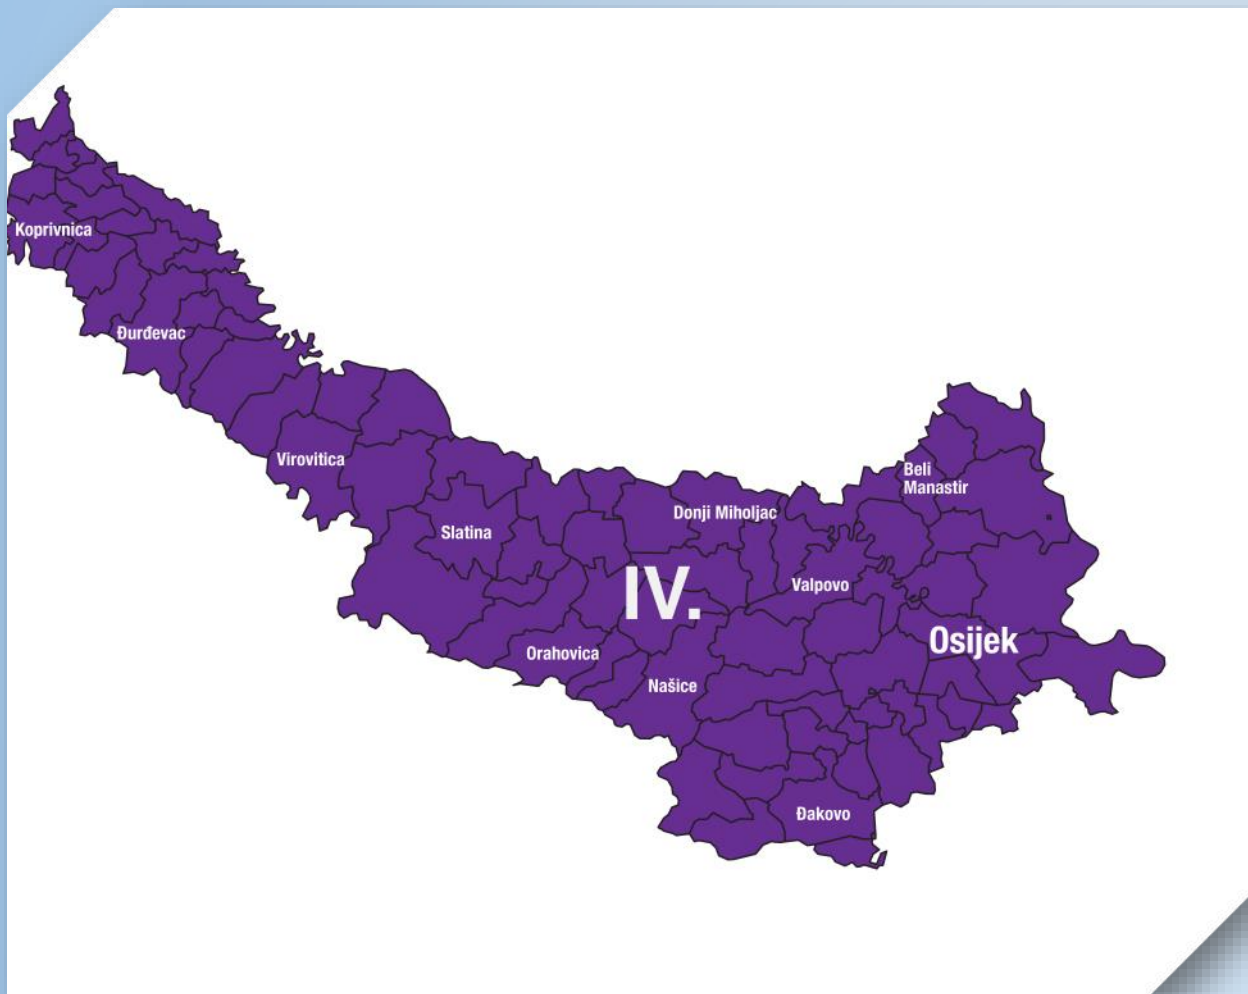 Koprivnica
Đurđevac
Virovitica
Slatina
Donji Miholjac
Beli
Manastir
Valpovo
IV.
Osijek
Orahovica
Našice
Đakovo